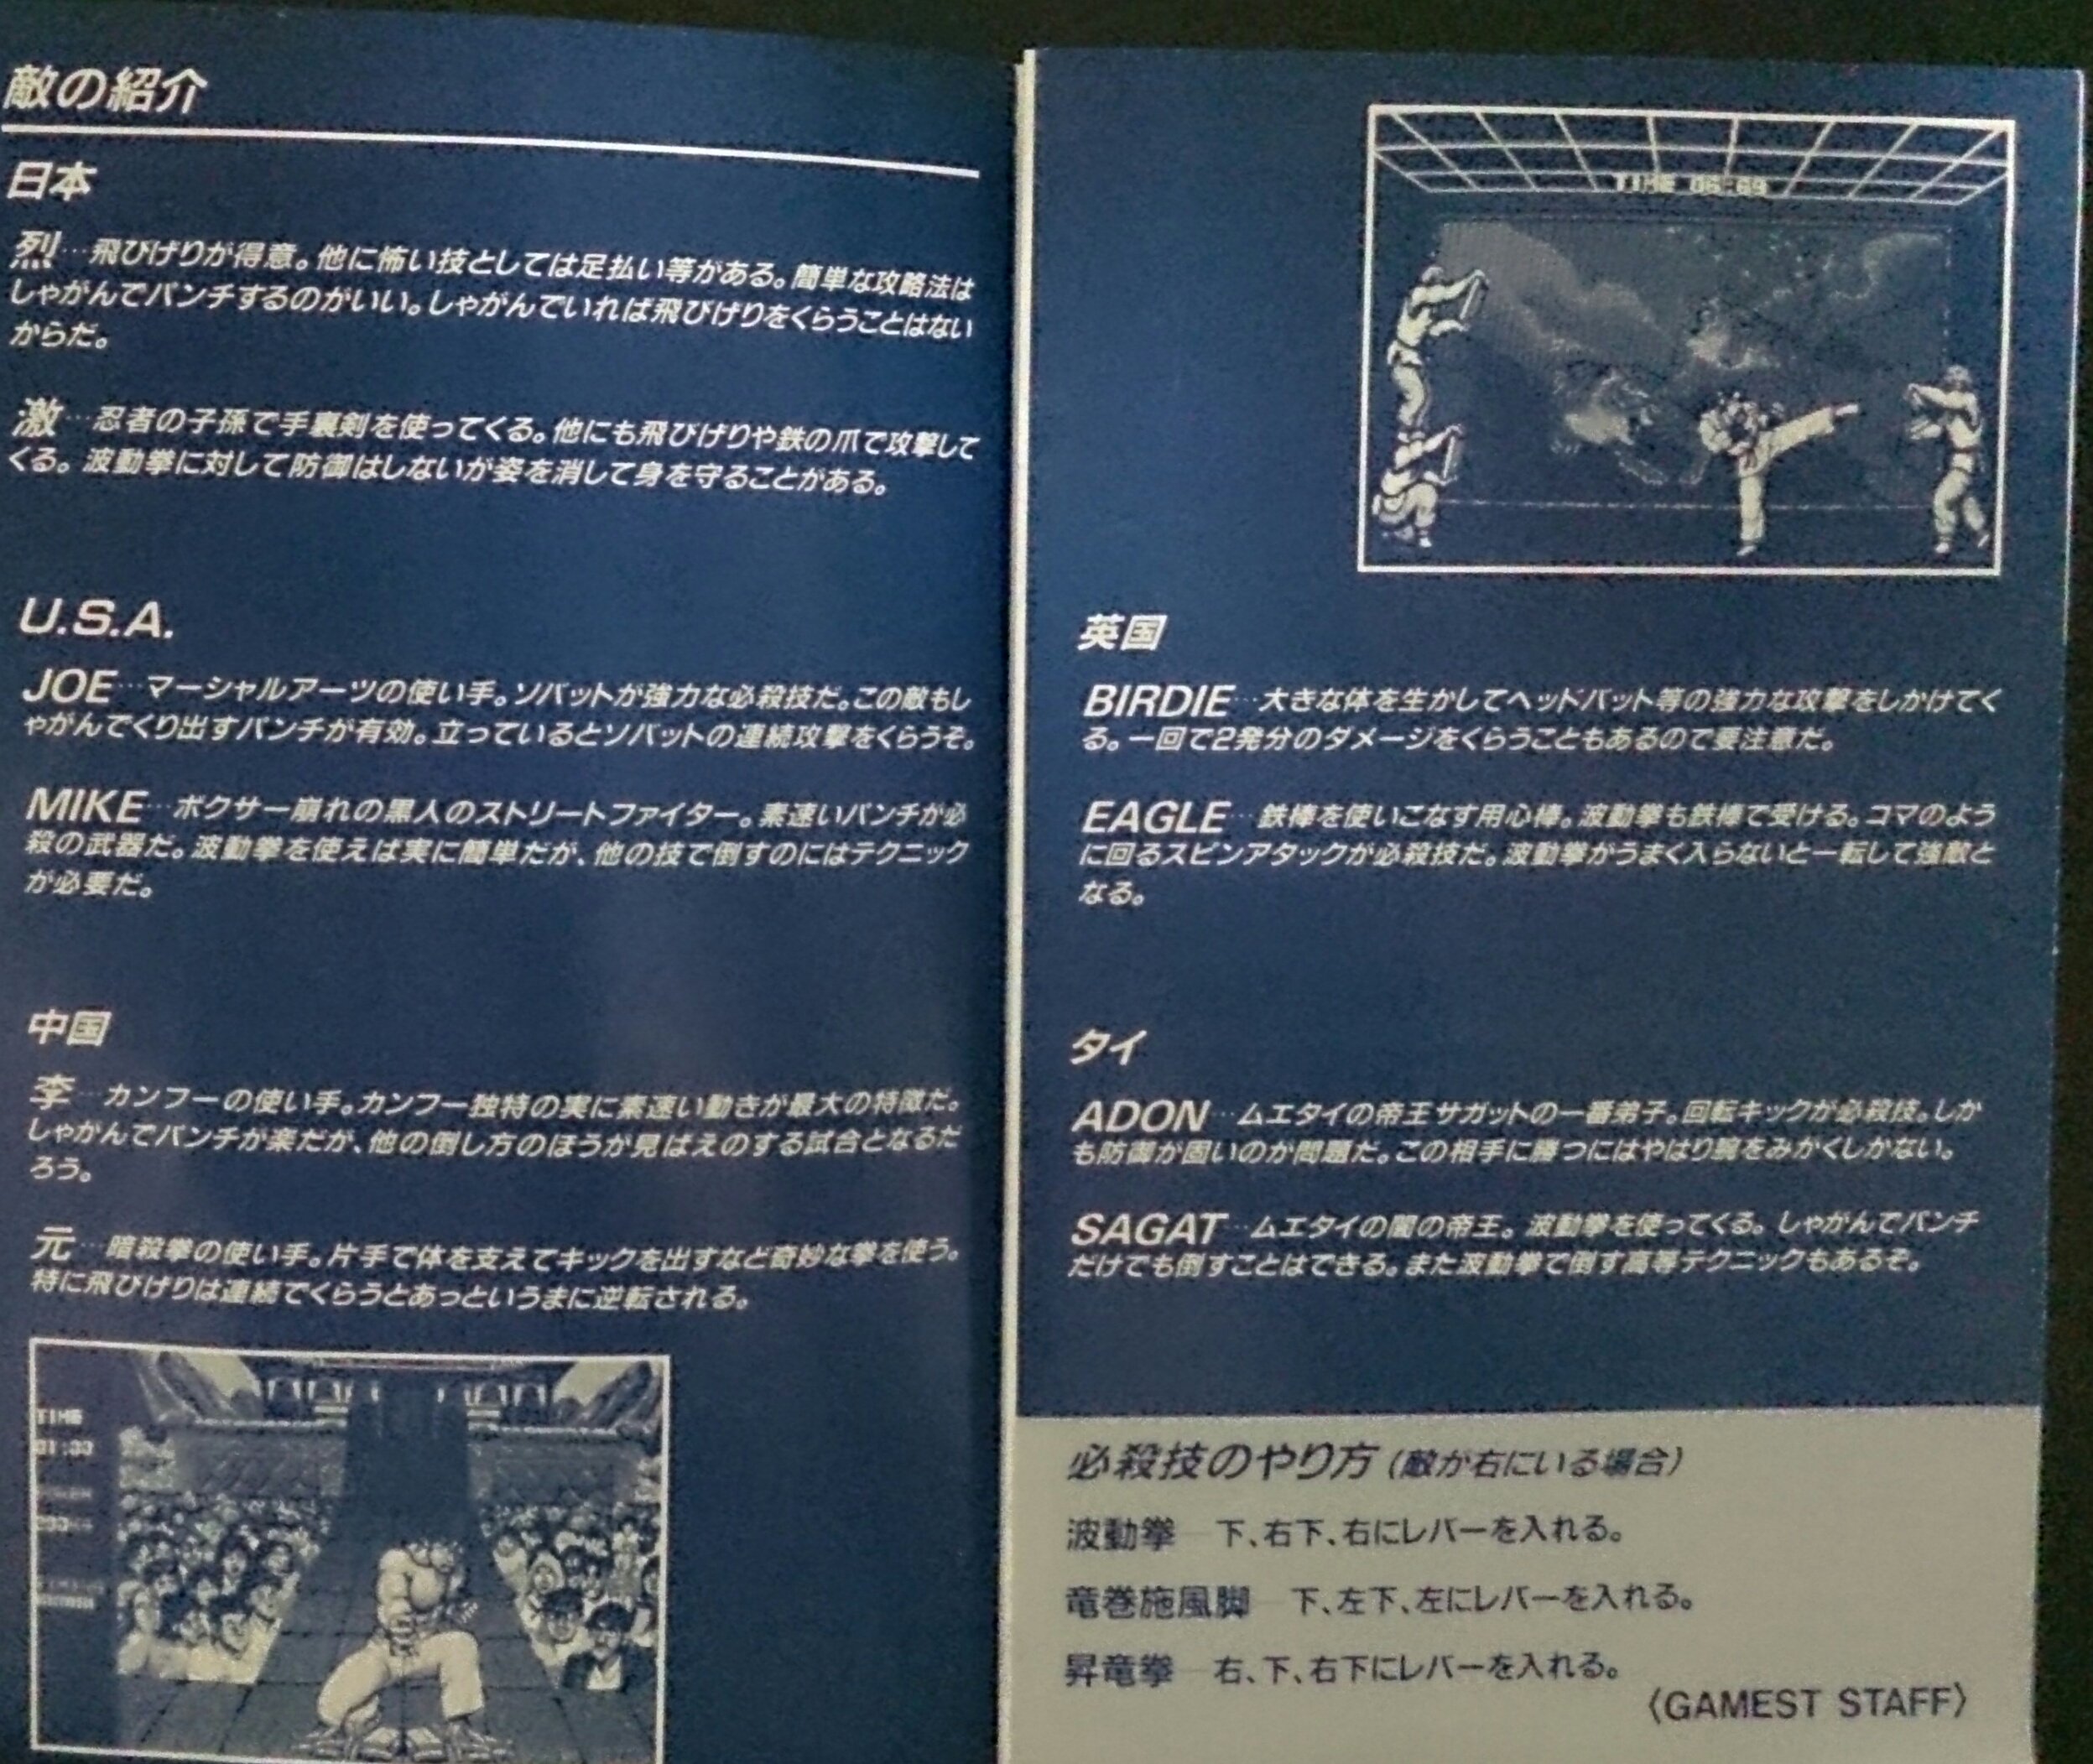 敵の紹介
日本
烈…飛びげりが得意。他に怖い技としては足払い等がある。簡単な攻略法は
しゃがんでパンチするのがいい。しゃがんでいれば飛びげりをくらうことはない
からだ。
激…忍者の子孫で手裏剣を使ってくる。他にも飛びげりや鉄の爪で攻撃して
くる。波動拳に対して防御はしないが姿を消して身を守ることがある。
U.S.A.
JOE…マーシャルアーツの使い手。ソバットが強力な必殺技だ。この敵もし
ゃがんでくり出すパンチが有効。立っているとソバットの連続攻撃をくらうぞ。
MIKE…ボクサー崩れの黒人のストリートファイター。素速いパンチが必
殺の武器だ。波動拳を使えば実に簡単だが、他の技で倒すのにはテクニック
が必要だ。
中国
李…カンフーの使い手。カンフー独特の実に素速い動きが最大の特徴だ。
しゃがんでパンチが楽だが、他の倒し方のほうが見ばえのする試合となるだ
ろう。
元…暗殺拳の使い手。片手で体を支えてキックを出すなど奇妙な拳を使う。
特に飛びげりは連続でくらうとあっというまに逆転される。
TIME
01:33
TIME 06:69
英国
BIRDIE…大きな体を生かしてヘッドバット等の強力な攻撃をしかけてく
る。一回で2発分のダメージをくらうこともあるので要注意だ。
EAGLE…鉄棒を使いこなす用心棒。波動拳も鉄棒で受ける。コマのよう
に回るスピンアタックが必殺技だ。波動拳がうまく入らないと一転して強敵と
なる。
タイ
ADON…ムエタイの帝王サガットの一番弟子。回転キックが必殺技。しか
も防御が固いのが問題だ。この相手に勝つにはやはり腕をみがくしかない。
SAGAT…ムエタイの闇の帝王。波動拳を使ってくる。しゃがんでパンチ
だけでも倒すことはできる。また波動拳で倒す高等テクニックもあるぞ。
必殺技のやり方（敵が右にいる場合）
波動拳─下、右下、右にレバーを入れる。
竜巻施風脚─下、左下、左にレバーを入れる。
昇竜拳─右、下、右下にレバーを入れる。
〈GAMEST STAFF〉